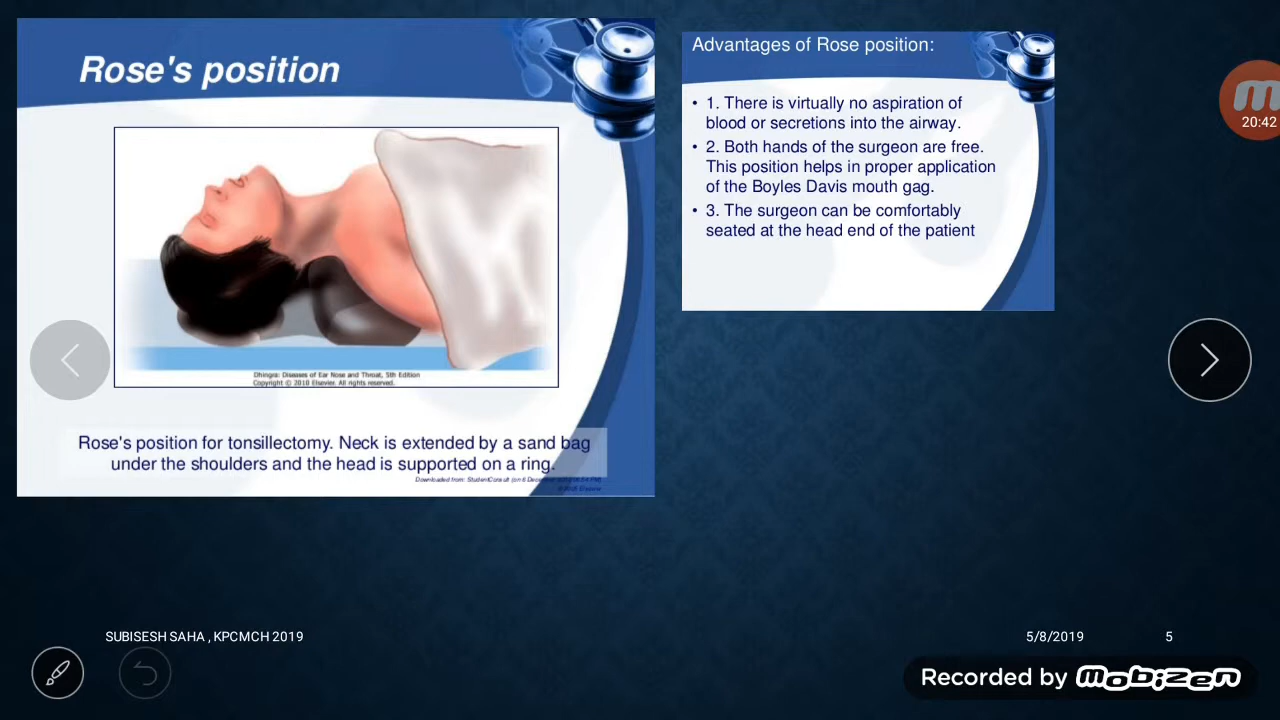 Rose's position
Dhingra: Diseases of Ear Nose and Throat, 5th Edition
Copyright © 2010 Elsevier. All rights reserved.
Rose's position for tonsillectomy. Neck is extended by a sand bag
under the shoulders and the head is supported on a ring.
Downloaded from: StudentConsult (on 6
Advantages of Rose position:
• 1. There is virtually no aspiration of
blood or secretions into the airway.
• 2. Both hands of the surgeon are free.
This position helps in proper application
of the Boyles Davis mouth gag.
• 3. The surgeon can be comfortably
seated at the head end of the patient
20:42
SUBISESH SAHA , KPCMCH 2019
5/8/2019
5
Recorded by mobizen